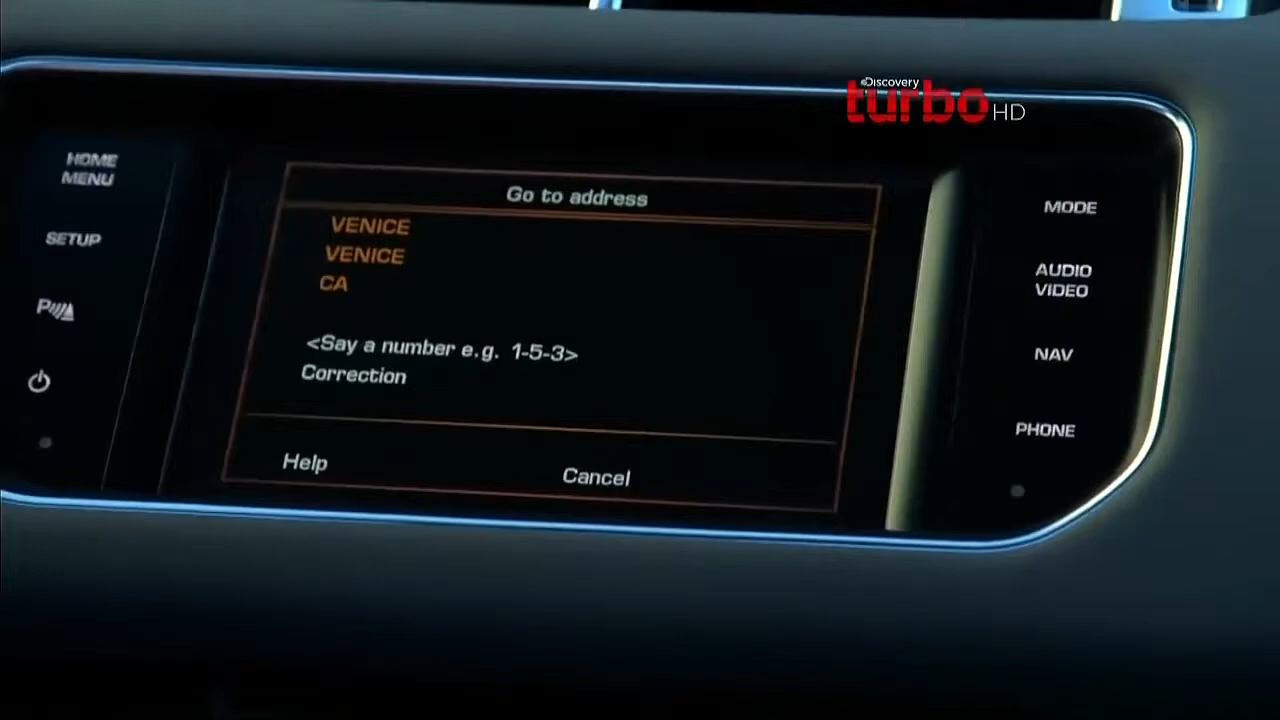 Discovery
turbo HD
HOME
MENU
SETUP
P
Go to address
VENICE
VENICE
CA
<Say a number e.g. 1-5-3>
Correction
Help
Cancel
MODE
AUDIO
VIDEO
NAV
PHONE